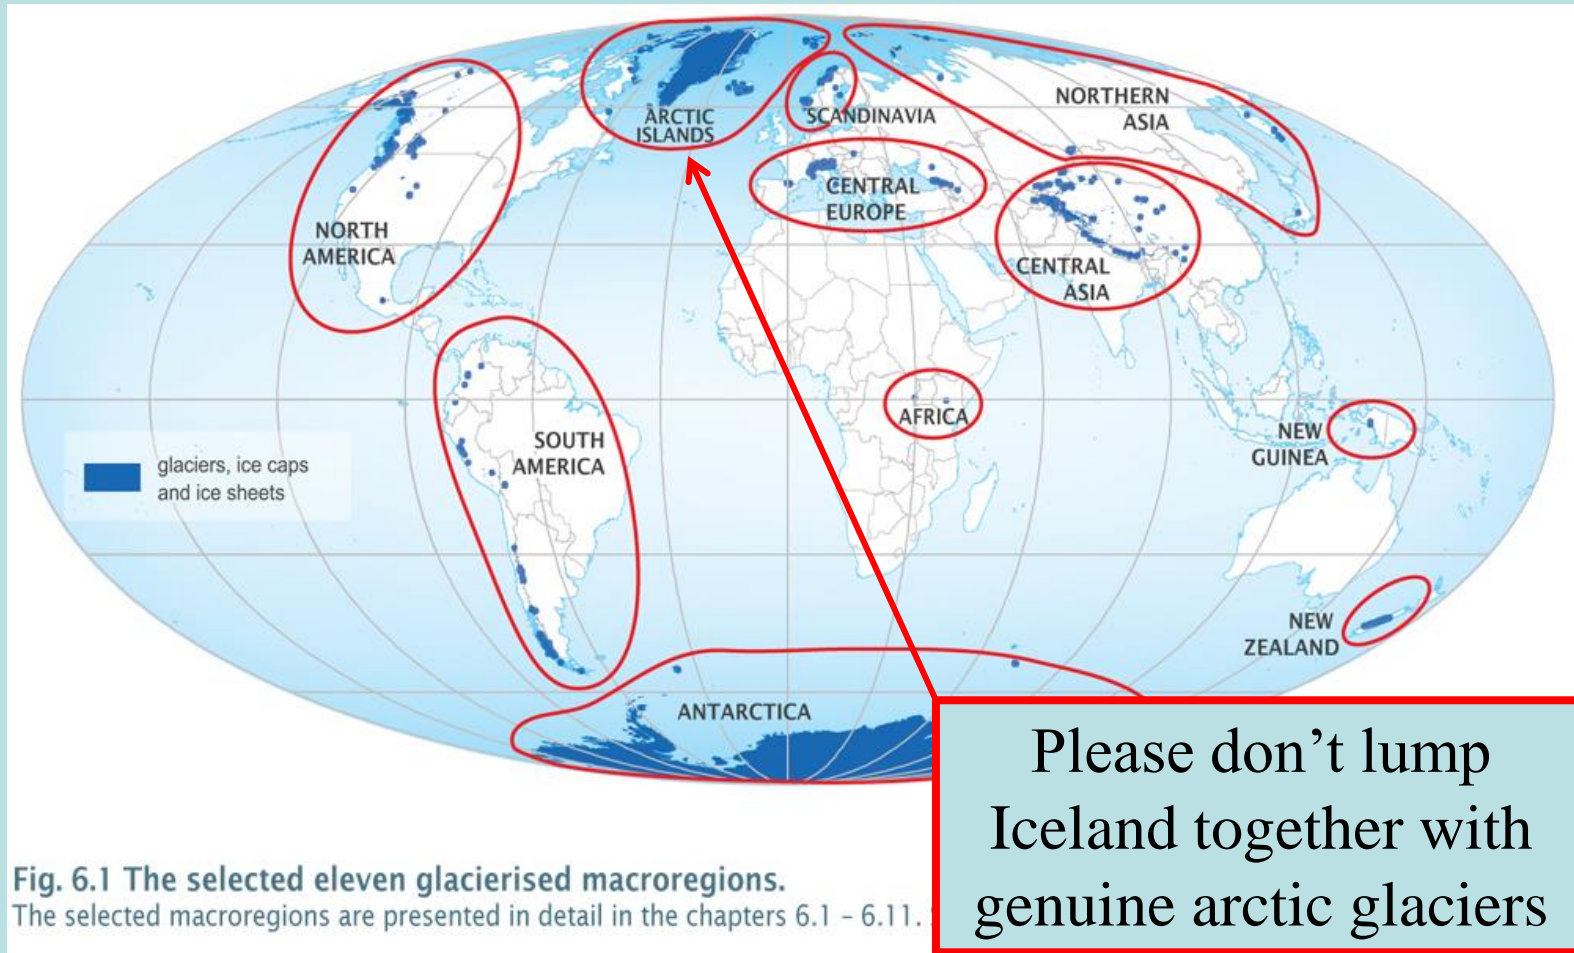 ARCTIC
ISLANDS
SCANDINAVIA
NORTHERN
ASIA
CENTRAL
EUROPE
NORTH
AMERICA
CENTRAL
ASIA
AFRICA
SOUTH
AMERICA
NEW
GUINEA
glaciers, ice caps
and ice sheets
NEW
ZEALAND
ANTARCTICA
Please don’t lump
Iceland together with
genuine arctic glaciers
Fig. 6.1 The selected eleven glacierised macroregions.
The selected macroregions are presented in detail in the chapters 6.1 – 6.11.